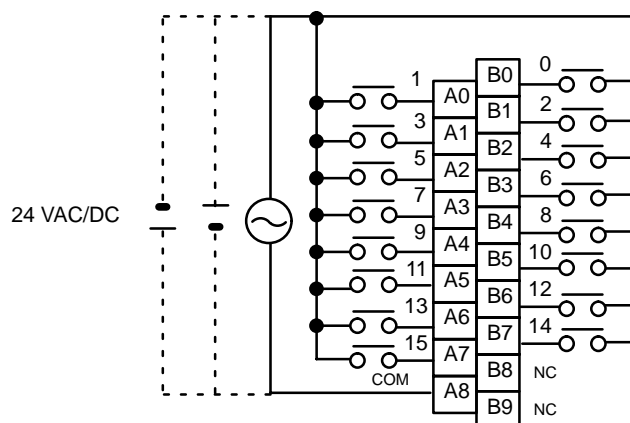 B0 0
1 A0
B1 2
3 A1
B2 4
5 A2
B3 6
7 A3
B4 8
24 VAC/DC
9 A4
B5 10
11 A5
B6 12
13 A6
B7 14
15 A7
B8 NC
COM A8
B9 NC